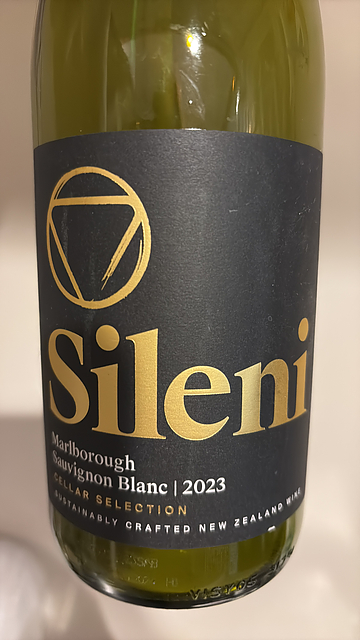 Sileni
Marlborough
Sauvignon Blanc | 2023
CELLAR SELECTION
SUSTAINABLY CRAFTED NEW ZEALAND WINE